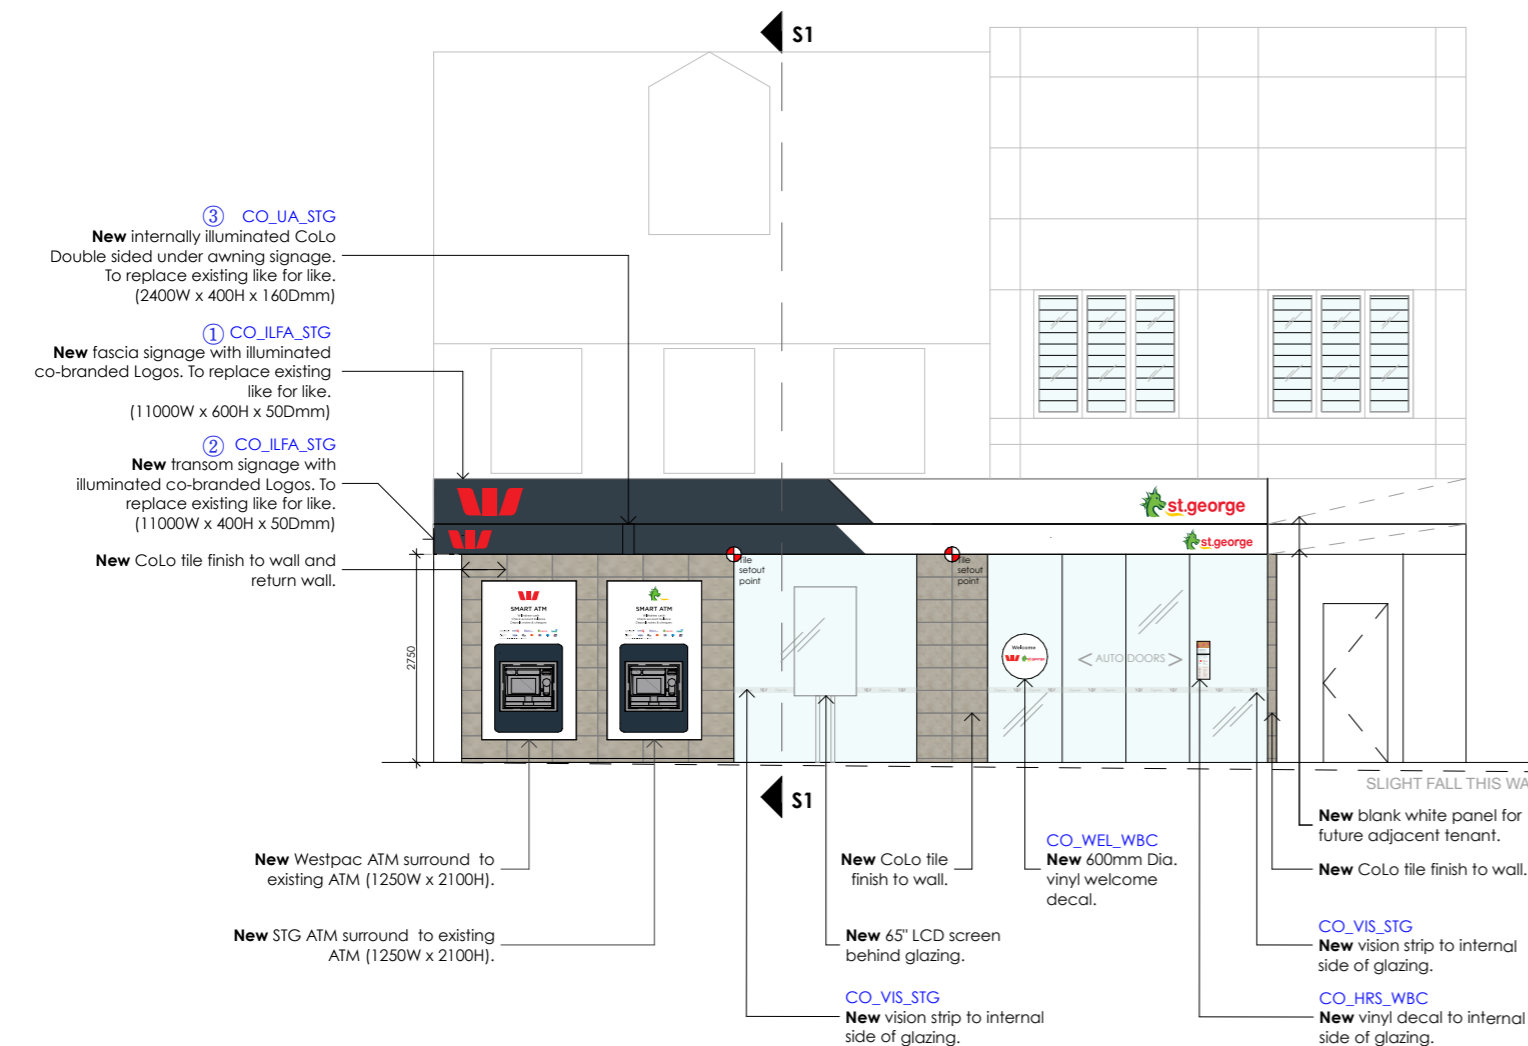 S1
③ CO_UA_STG
New internally illuminated CoLo
Double sided under awning signage.
To replace existing like for like.
(2400W x 400H x 160Dmm)
① CO_ILFA_STG
New fascia signage with illuminated
co-branded Logos. To replace existing
like for like.
(11000W x 600H x 50Dmm)
② CO_ILFA_STG
New transom signage with
illuminated co-branded Logos. To
replace existing like for like.
(11000W x 400H x 50Dmm)
New CoLo tile finish to wall and
return wall.
st.george
st.george
Tile
setout
point
Tile
setout
point
SMART ATM
SMART ATM
2750
Welcome
st.george
< AUTO DOORS >
SLIGHT FALL THIS WA
S1
New Westpac ATM surround to
existing ATM (1250W x 2100H).
New STG ATM surround to existing
ATM (1250W x 2100H).
New CoLo tile
finish to wall.
New 65" LCD screen
behind glazing.
CO_VIS_STG
New vision strip to internal
side of glazing.
CO_WEL_WBC
New 600mm Dia.
vinyl welcome
decal.
New blank white panel for
future adjacent tenant.
New CoLo tile finish to wall.
CO_VIS_STG
New vision strip to internal
side of glazing.
CO_HRS_WBC
New vinyl decal to internal
side of glazing.